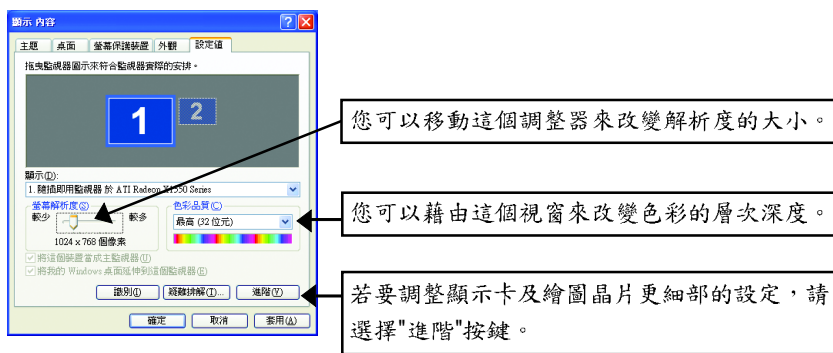 顯示 內容
主題 桌面 螢幕保護裝置 外觀 設定值
拖曳監視器圖示來符合監視器實際的安排。
1 2
您可以移動這個調整器來改變解析度的大小。
顯示(D):
1. 隨插即用監視器 於 ATI Radeon X1550 Series
螢幕解析度(S)
較少 較多
1024 x 768 個像素
色彩品質(C)
最高 (32 位元)
您可以藉由這個視窗來改變色彩的層次深度。
將這個裝置當成主監視器(U)
將我的 Windows 桌面延伸到這個監視器(E)
識別(I) 疑難排解(T)... 進階(V)
若要調整顯示卡及繪圖晶片更細部的設定，請
選擇"進階"按鍵。
確定 取消 套用(A)